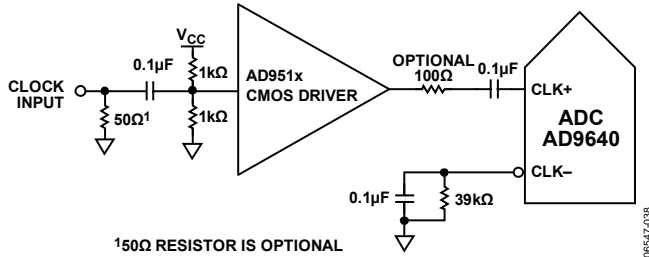 VCC
0.1µF
1kΩ
CLOCK
INPUT
50Ω1
1kΩ
AD951x
CMOS DRIVER
OPTIONAL
100Ω
0.1µF
CLK+
ADC
AD9640
CLK–
0.1µF
39kΩ
150Ω RESISTOR IS OPTIONAL
06547-038